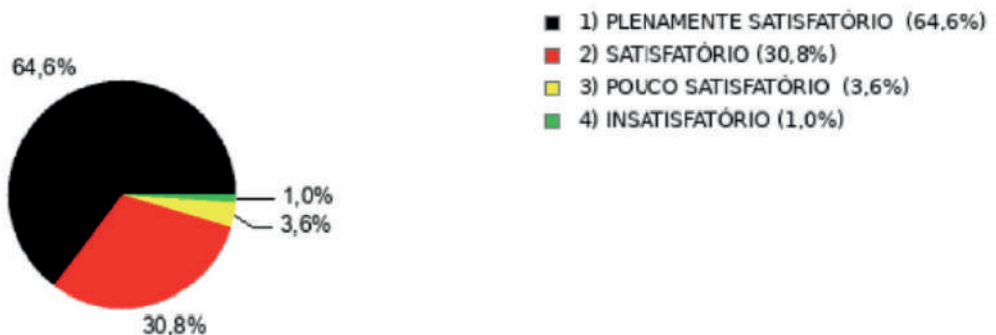 1) PLENAMENTE SATISFATÓRIO (64,6%)
2) SATISFATÓRIO (30,8%)
3) POUCO SATISFATÓRIO (3,6%)
4) INSATISFATÓRIO (1,0%)
64,6%
1,0%
3,6%
30,8%